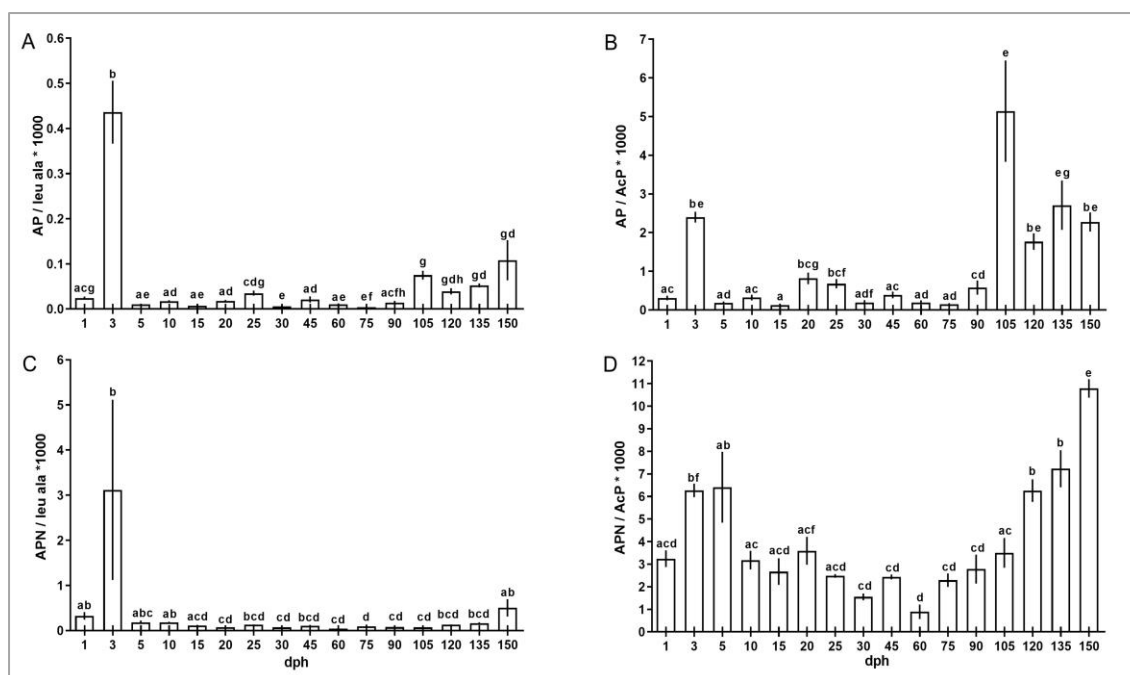 A
AP / leu ala * 1000
0.6
0.5
0.4
0.3
0.2
0.1
0.0
acg b ae ad ae ad cdg e ad ae ef acfh g gdh gd gd
1 3 5 10 15 20 25 30 45 60 75 90 105 120 135 150
B
AP / AcP * 1000
7
6
5
4
3
2
1
0
ac be ad ac a bcg bcf adf ac ad ad cd e be eg be
1 3 5 10 15 20 25 30 45 60 75 90 105 120 135 150
C
APN / leu ala *1000
6
5
4
3
2
1
0
ab b abc ab acd cd bcd cd bcd cd d cd cd bcd bcd ab
1 3 5 10 15 20 25 30 45 60 75 90 105 120 135 150
dph
D
APN / AcP * 1000
12
11
10
9
8
7
6
5
4
3
2
1
0
acd bf ab ac acd acf acd cd cd d cd cd ac b b e
1 3 5 10 15 20 25 30 45 60 75 90 105 120 135 150
dph